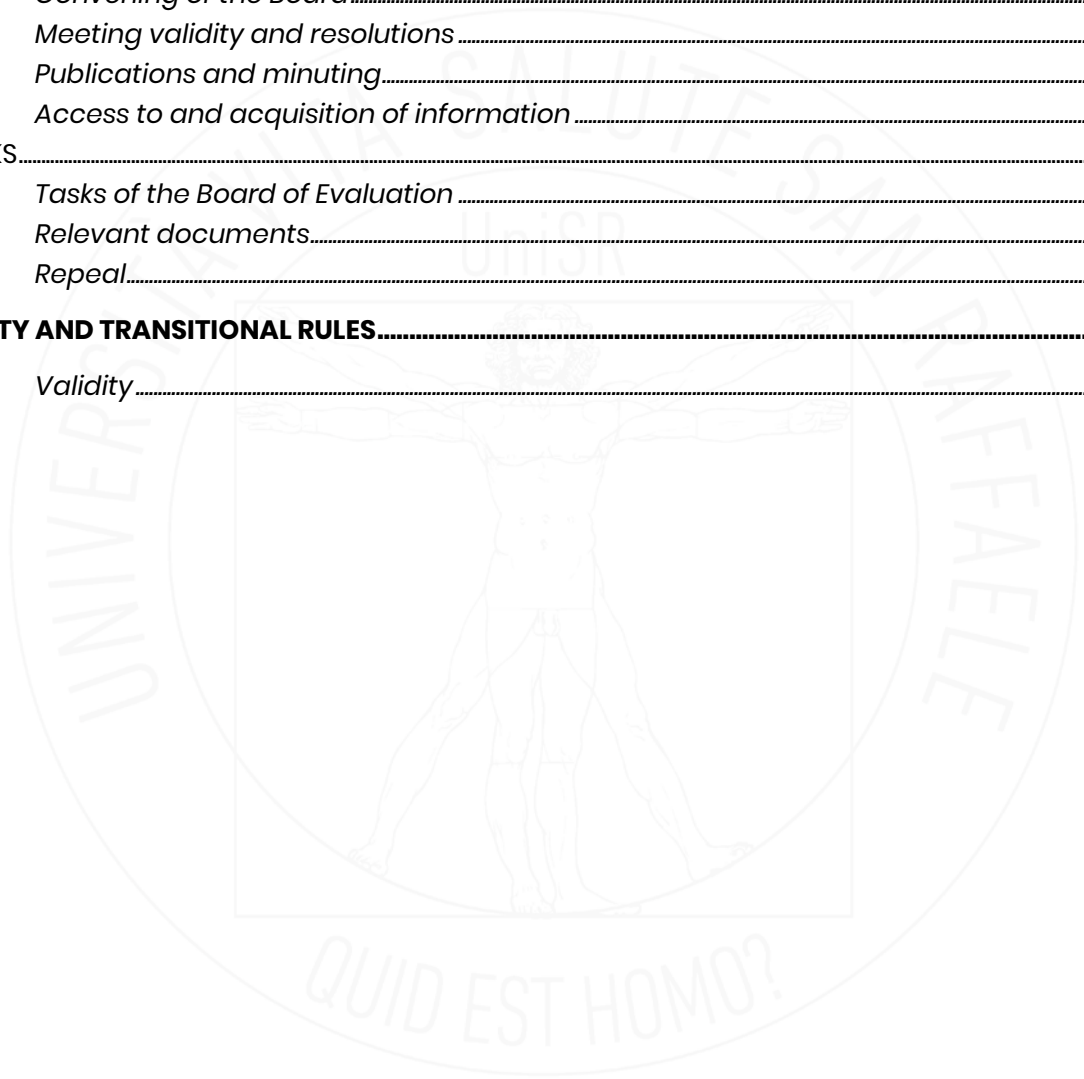 Convening of the Board
Meeting validity and resolutions
Publications and minuting
Access to and acquisition of information
KS
Tasks of the Board of Evaluation
Relevant documents
Repeal
TY AND TRANSITIONAL RULES
Validity
UNIVERSITÀ VITA SALUTE SAN RAFFAELE
UniSR
QUID EST HOMO?